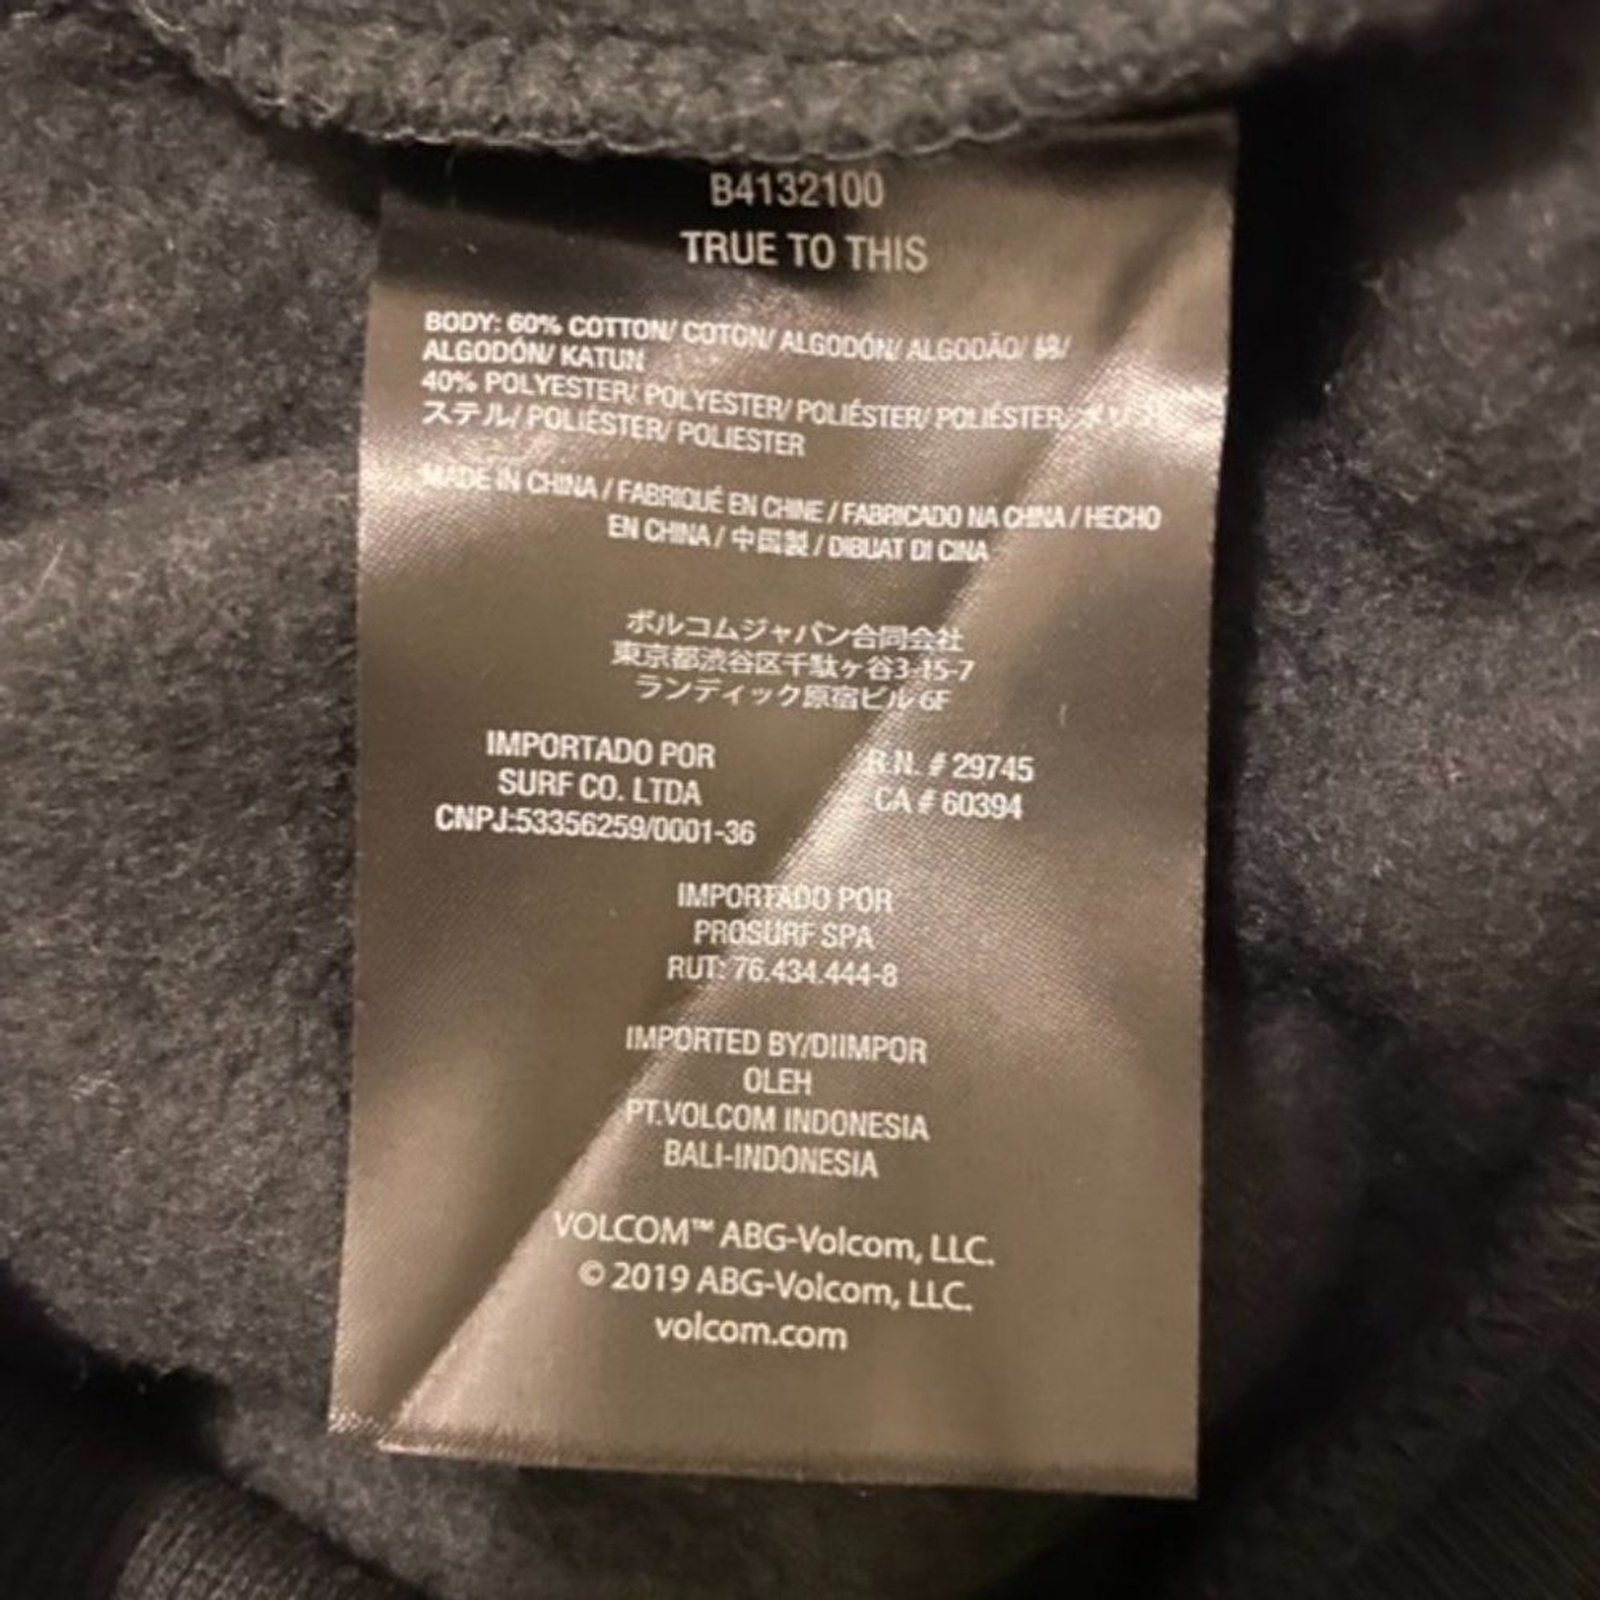 B4132100
TRUE TO THIS
BODY: 60% COTTON/ COTON/ ALGODÓN/ ALGODÃO/ 綿/
ALGODÓN/ KATUN
40% POLYESTER/ POLYESTER/ POLIÉSTER/ POLIÉSTER/ ポリエ
ステル/ POLIÉSTER/ POLIESTER
MADE IN CHINA / FABRIQUÉ EN CHINE / FABRICADO NA CHINA / HECHO
EN CHINA / 中国製 / DIBUAT DI CINA
ボルコムジャパン合同会社
東京都渋谷区千駄ヶ谷3-15-7
ランディック原宿ビル 6F
IMPORTADO POR
SURF CO. LTDA
CNPJ:53356259/0001-36
R.N. # 29745
CA # 60394
IMPORTADO POR
PROSURF SPA
RUT: 76.434.444-8
IMPORTED BY/DIIMPOR
OLEH
PT.VOLCOM INDONESIA
BALI-INDONESIA
VOLCOM™ ABG-Volcom, LLC.
© 2019 ABG-Volcom, LLC.
volcom.com